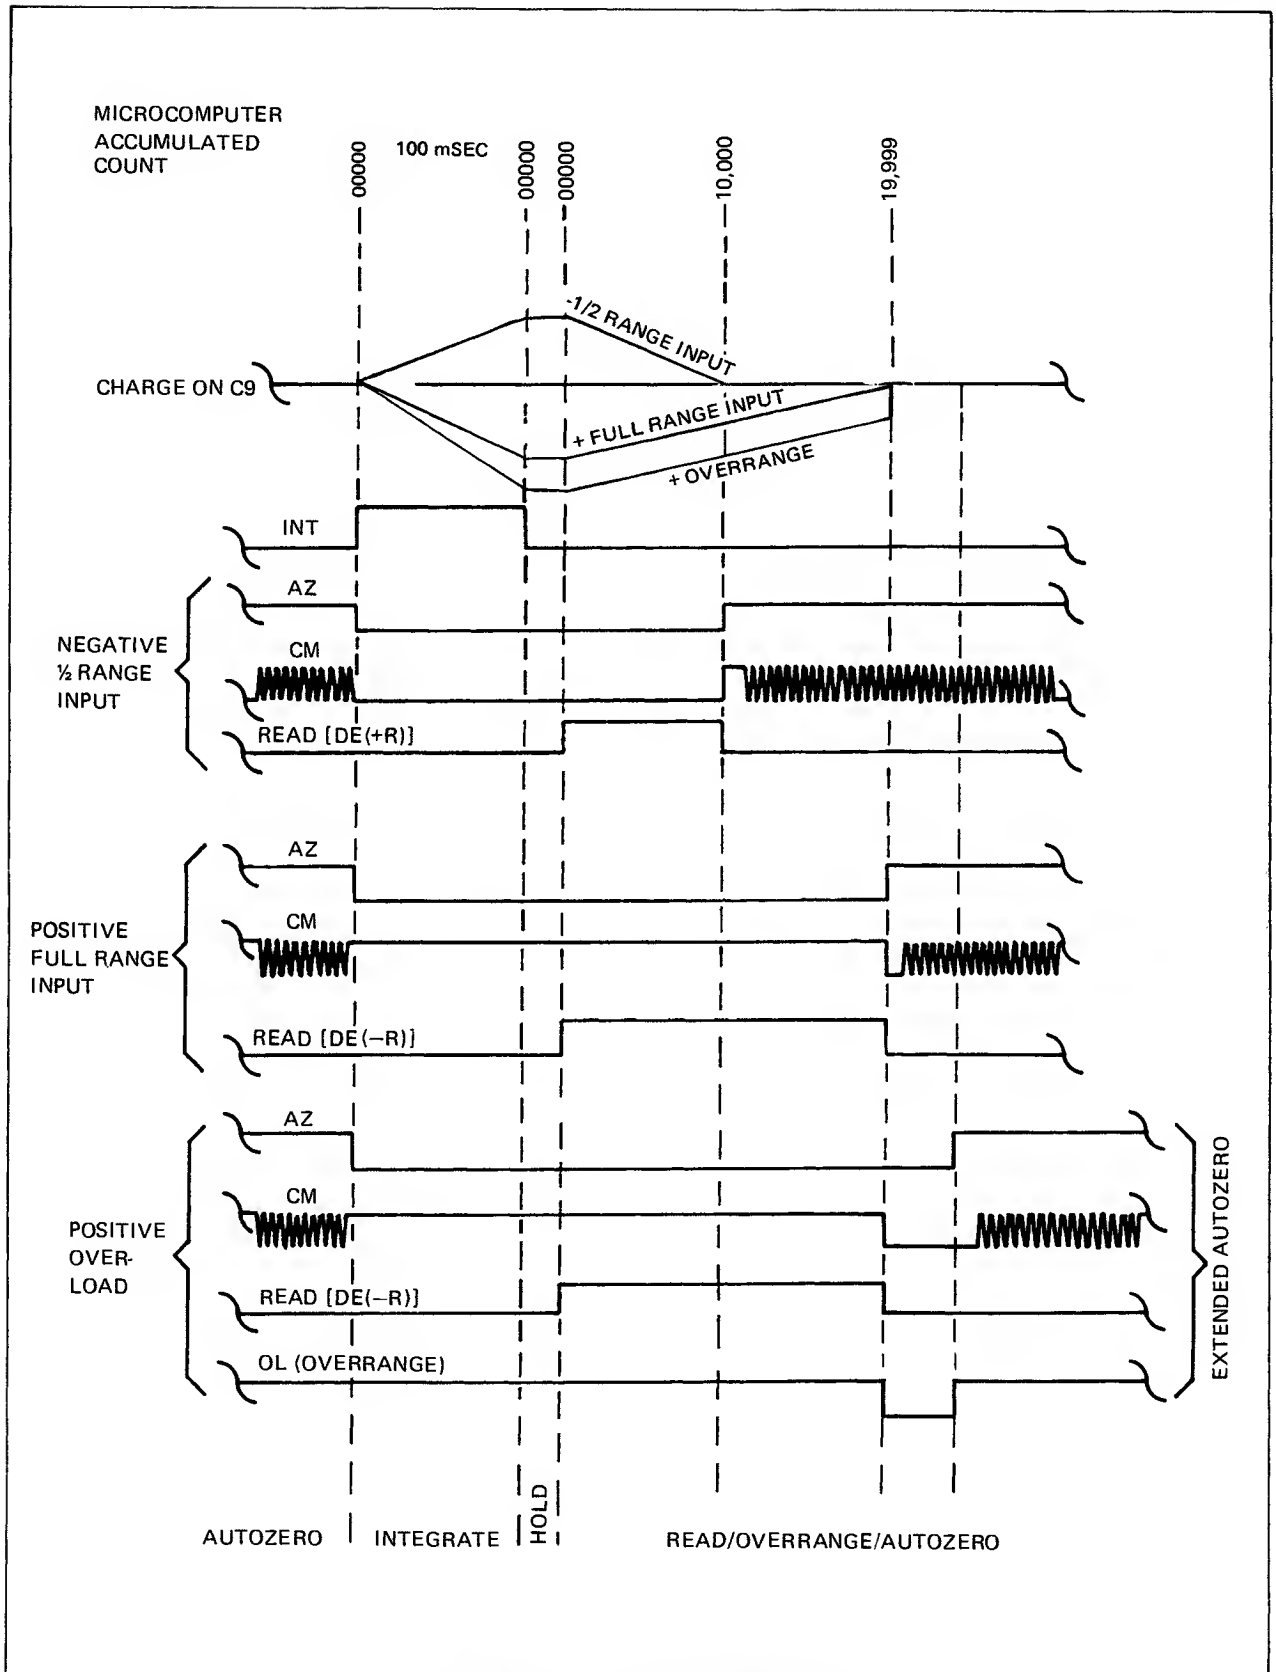 MICROCOMPUTER
ACCUMULATED
COUNT
00000
100 mSEC
00000
00000
10,000
19,999
-1/2 RANGE INPUT
CHARGE ON C9
+ FULL RANGE INPUT
+ OVERRANGE
INT
NEGATIVE
½ RANGE
INPUT
AZ
CM
READ [DE(+R)]
POSITIVE
FULL RANGE
INPUT
AZ
CM
READ [DE(−R)]
POSITIVE
OVER-
LOAD
AZ
CM
READ [DE(−R)]
OL (OVERRANGE)
EXTENDED AUTOZERO
AUTOZERO
INTEGRATE
HOLD
READ/OVERRANGE/AUTOZERO